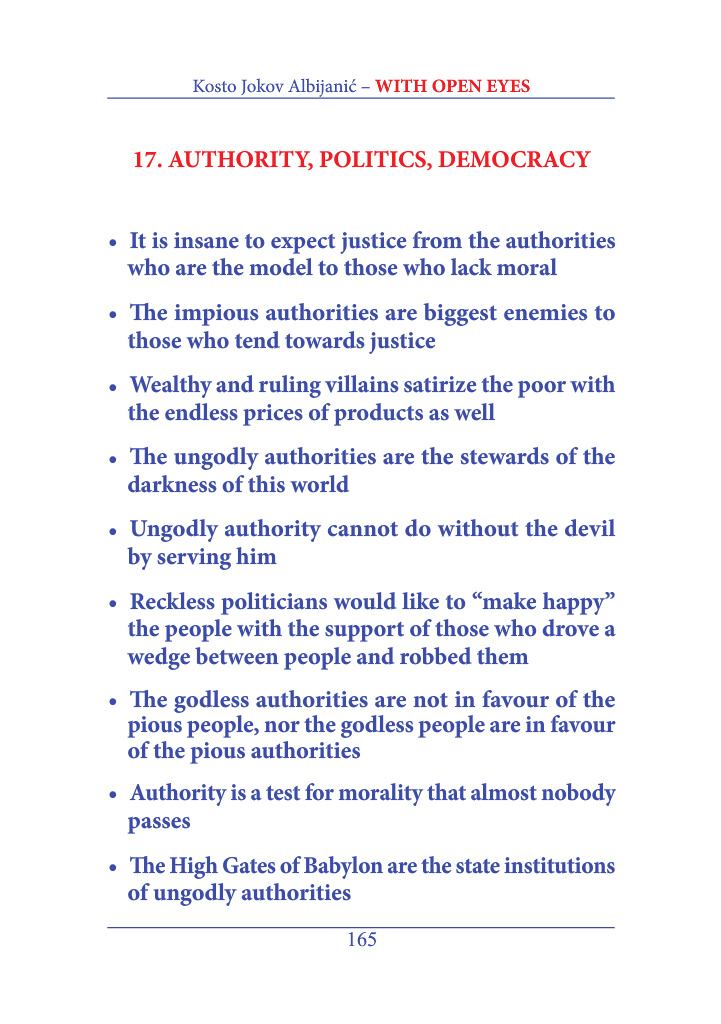 Kosto Jokov Albijanić – WITH OPEN EYES
17. AUTHORITY, POLITICS, DEMOCRACY
• It is insane to expect justice from the authorities
who are the model to those who lack moral
• The impious authorities are biggest enemies to
those who tend towards justice
• Wealthy and ruling villains satirize the poor with
the endless prices of products as well
• The ungodly authorities are the stewards of the
darkness of this world
• Ungodly authority cannot do without the devil
by serving him
• Reckless politicians would like to “make happy”
the people with the support of those who drove a
wedge between people and robbed them
• The godless authorities are not in favour of the
pious people, nor the godless people are in favour
of the pious authorities
• Authority is a test for morality that almost nobody
passes
• The High Gates of Babylon are the state institutions
of ungodly authorities
165